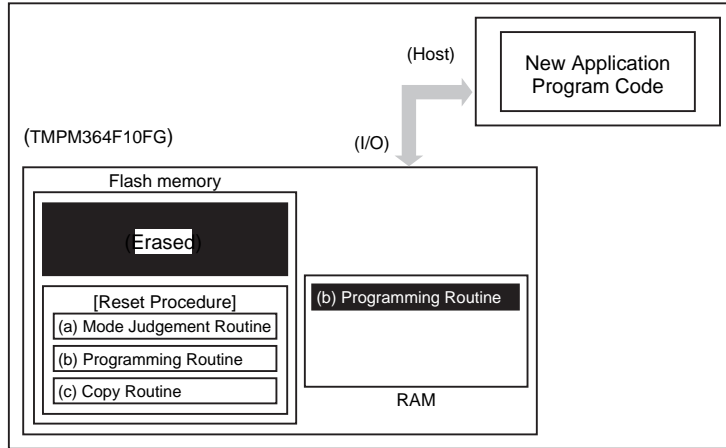 (Host)
New Application
Program Code
(TMPM364F10FG)
(I/O)
Flash memory
(Erased)
[Reset Procedure]
(a) Mode Judgement Routine
(b) Programming Routine
(c) Copy Routine
(b) Programming Routine
RAM